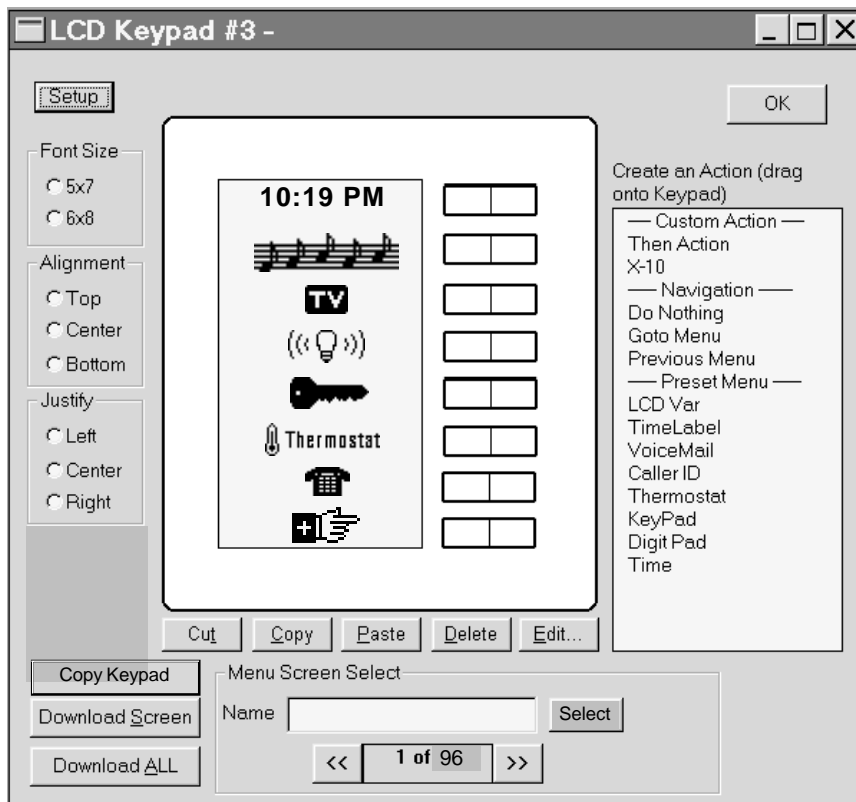 LCD Keypad #3 -
Setup
OK
Font Size
5x7
6x8
Alignment
Top
Center
Bottom
Justify
Left
Center
Right
10:19 PM
TV
Thermostat
Create an Action (drag
onto Keypad)
— Custom Action —
Then Action
X-10
— Navigation —
Do Nothing
Goto Menu
Previous Menu
— Preset Menu —
LCD Var
TimeLabel
VoiceMail
Caller ID
Thermostat
KeyPad
Digit Pad
Time
Cut
Copy
Paste
Delete
Edit...
Copy Keypad
Download Screen
Download ALL
Menu Screen Select
Name
Select
<<
1 of 96
>>